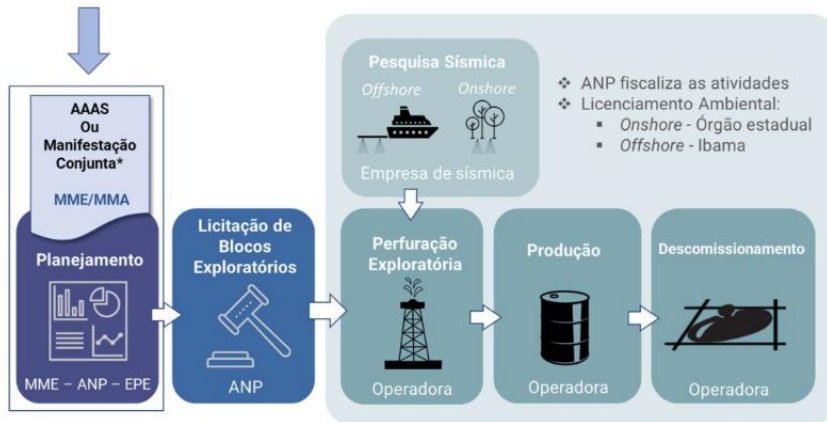 AAAS
Ou
Manifestação
Conjunta*
MME/MMA
Planejamento
MME – ANP – EPE
Licitação de
Blocos
Exploratórios
ANP
Pesquisa Sísmica
Offshore
Onshore
Empresa de sísmica
❖ ANP fiscaliza as atividades
❖ Licenciamento Ambiental:
▪ Onshore - Órgão estadual
▪ Offshore - Ibama
Perfuração
Exploratória
Operadora
Produção
Operadora
Descomissionamento
Operadora